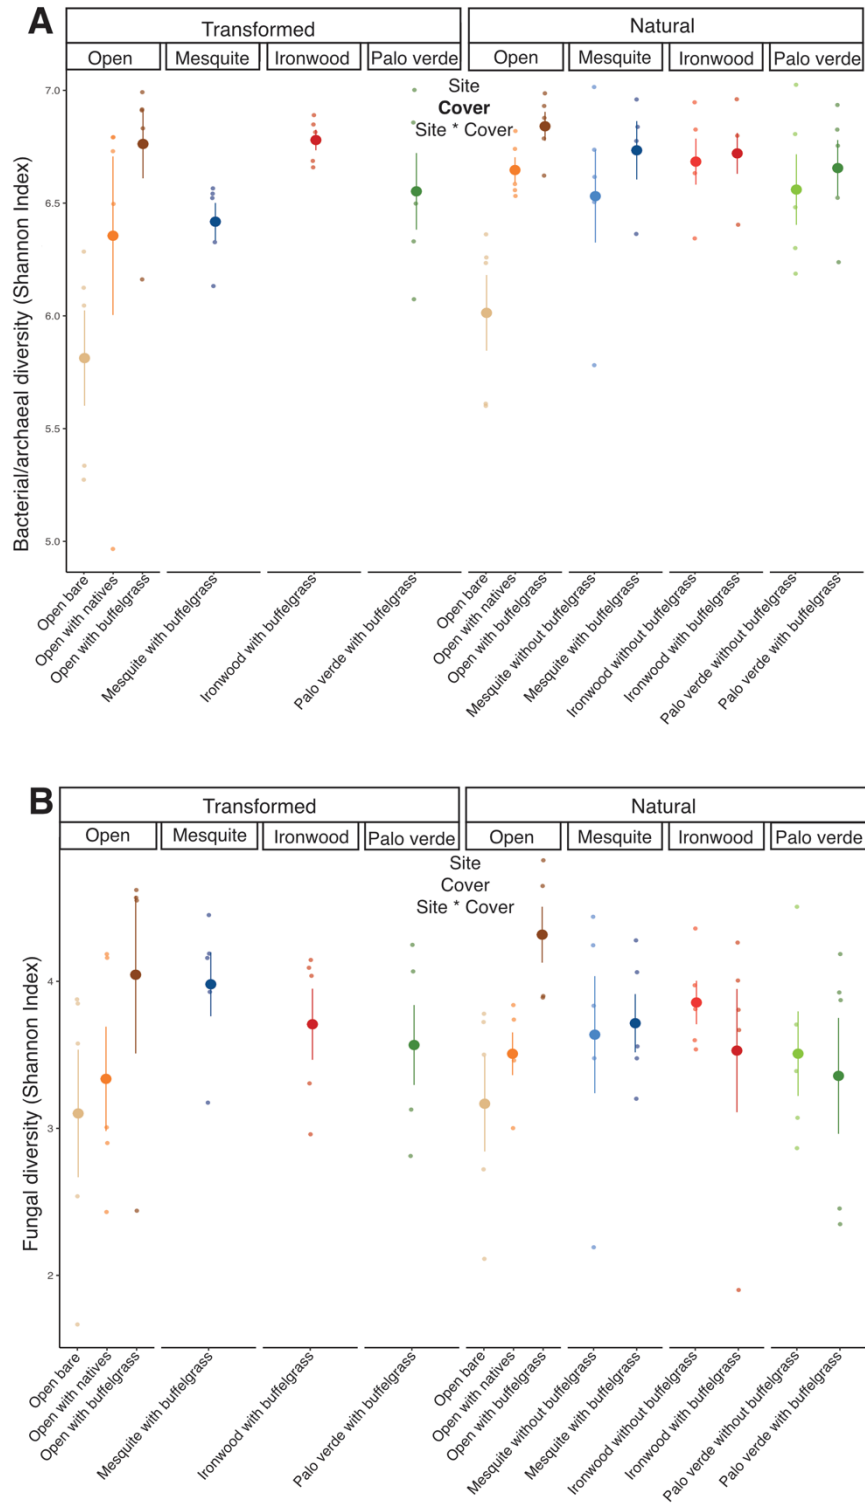 A
Transformed
Natural
Open
Mesquite
Ironwood
Palo verde
Open
Mesquite
Ironwood
Palo verde
Site
Cover
Site * Cover
Bacterial/archaeal diversity (Shannon Index)
7.0
6.5
6.0
5.5
5.0
Open bare
Open with natives
Open with buffelgrass
Mesquite with buffelgrass
Ironwood with buffelgrass
Palo verde with buffelgrass
Open bare
Open with natives
Open with buffelgrass
Mesquite without buffelgrass
Mesquite with buffelgrass
Ironwood without buffelgrass
Ironwood with buffelgrass
Palo verde without buffelgrass
Palo verde with buffelgrass
B
Transformed
Natural
Open
Mesquite
Ironwood
Palo verde
Open
Mesquite
Ironwood
Palo verde
Site
Cover
Site * Cover
Fungal diversity (Shannon Index)
4
3
2
Open bare
Open with natives
Open with buffelgrass
Mesquite with buffelgrass
Ironwood with buffelgrass
Palo verde with buffelgrass
Open bare
Open with natives
Open with buffelgrass
Mesquite without buffelgrass
Mesquite with buffelgrass
Ironwood without buffelgrass
Ironwood with buffelgrass
Palo verde without buffelgrass
Palo verde with buffelgrass